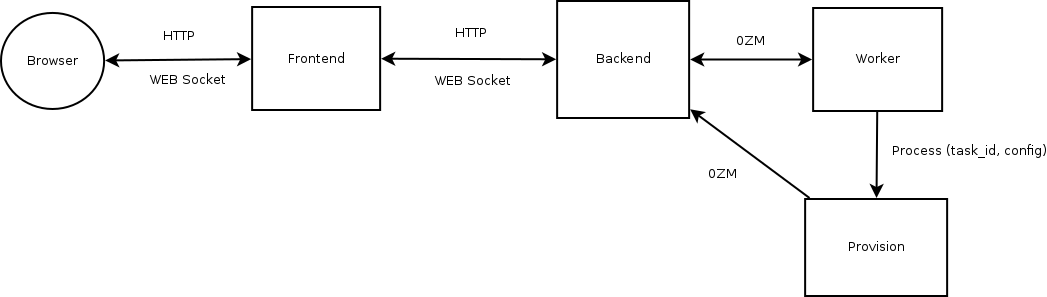 HTTP
HTTP
0ZM
Browser
Frontend
Backend
Worker
WEB Socket
WEB Socket
Process (task_id, config)
0ZM
Provision